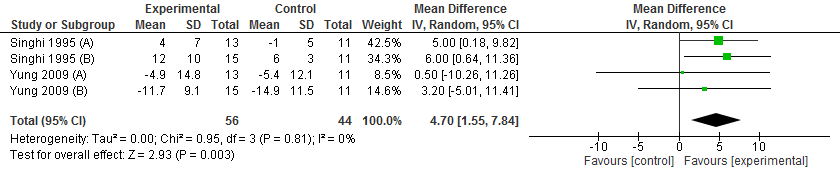 Experimental Control Mean Difference Mean Difference
Study or Subgroup Mean SD Total Mean SD Total Weight IV, Random, 95% CI IV, Random, 95% CI
Singhi 1995 (A) 4 7 13 -1 5 11 42.5% 5.00 [0.18, 9.82]
Singhi 1995 (B) 12 10 15 6 3 11 34.3% 6.00 [0.64, 11.36]
Yung 2009 (A) -4.9 14.8 13 -5.4 12.1 11 8.5% 0.50 [-10.26, 11.26]
Yung 2009 (B) -11.7 9.1 15 -14.9 11.5 11 14.6% 3.20 [-5.01, 11.41]
Total (95% CI) 56 44 100.0% 4.70 [1.55, 7.84]
Heterogeneity: Tau² = 0.00; Chi² = 0.95, df = 3 (P = 0.81); I² = 0%
Test for overall effect: Z = 2.93 (P = 0.003)
-10 -5 0 5 10
Favours [control] Favours [experimental]